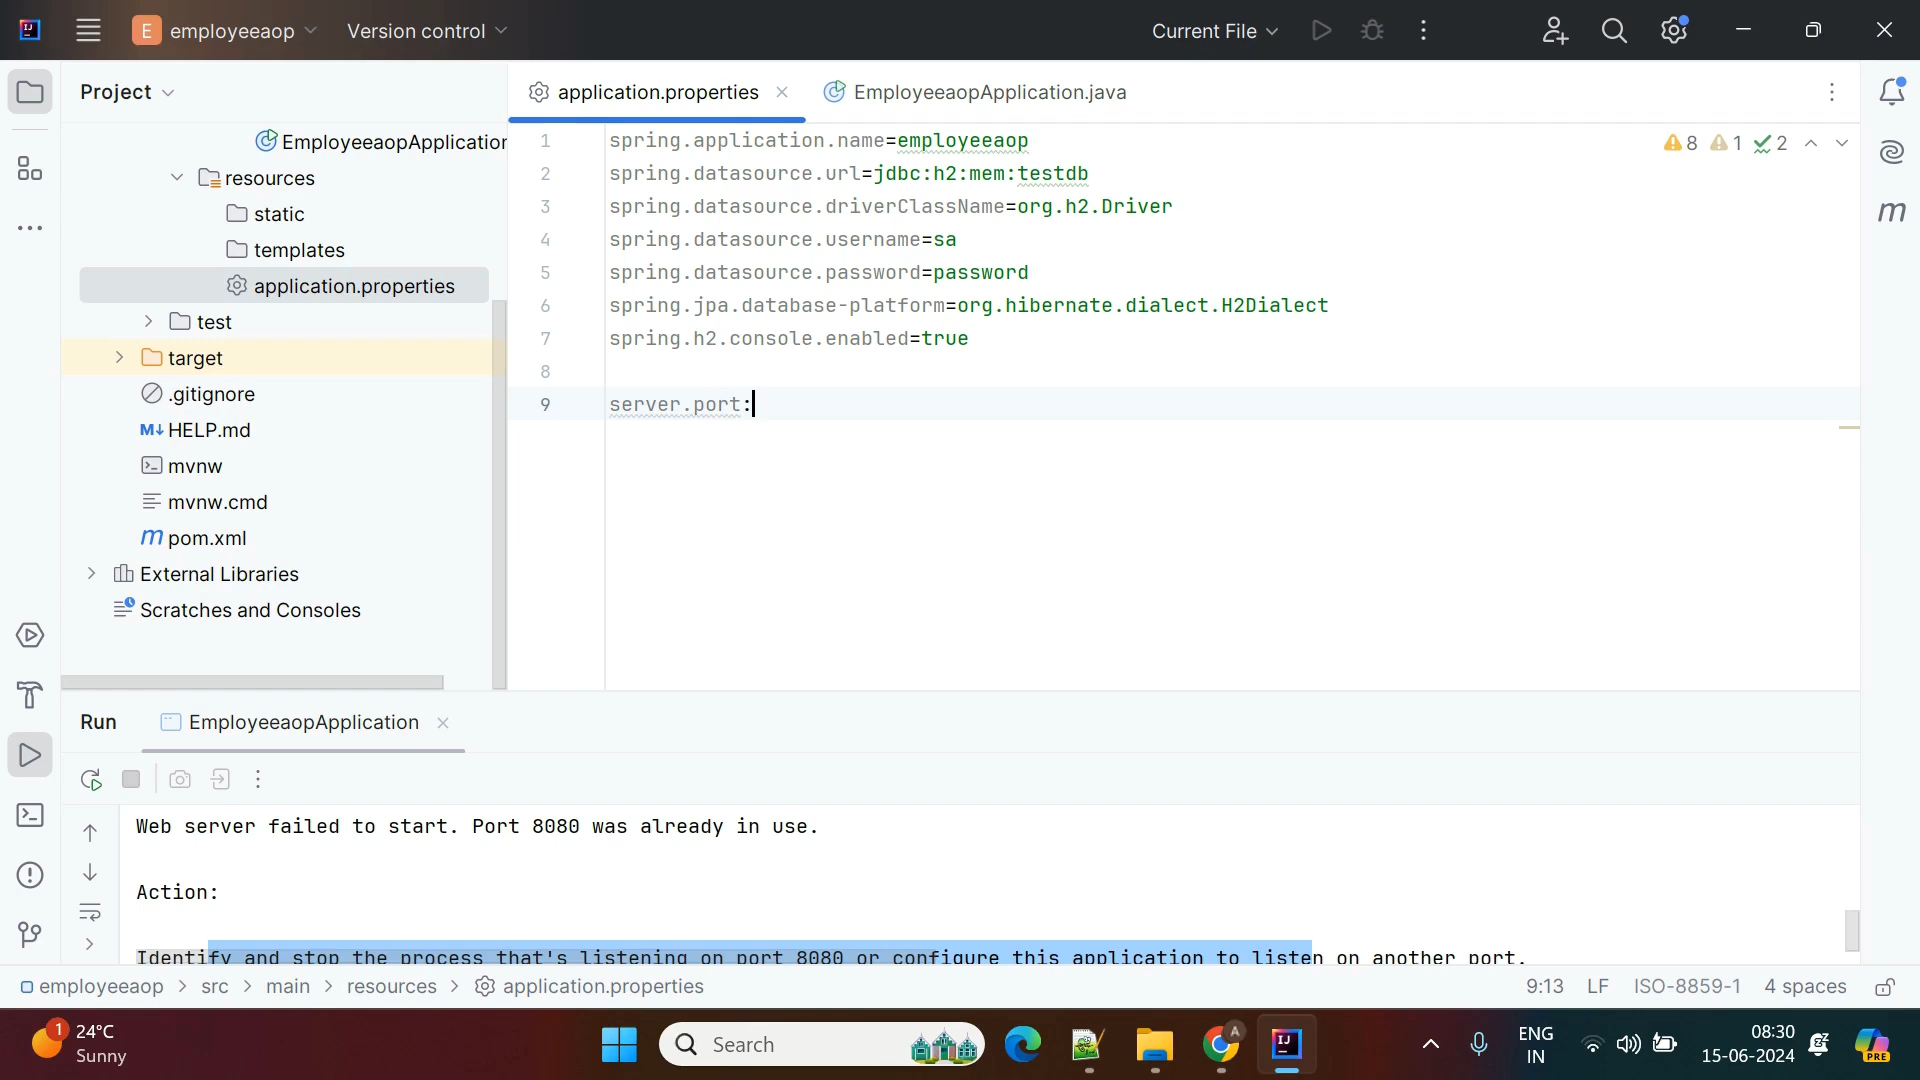 E employeeaop Version control Current File
Project
application.properties
EmployeeaopApplication.java
EmployeeaopApplication
resources
static
templates
application.properties
test
target
.gitignore
M↓ HELP.md
mvnw
mvnw.cmd
m pom.xml
External Libraries
Scratches and Consoles
8 1 2
1 spring.application.name=employeeaop
2 spring.datasource.url=jdbc:h2:mem:testdb
3 spring.datasource.driverClassName=org.h2.Driver
4 spring.datasource.username=sa
5 spring.datasource.password=password
6 spring.jpa.database-platform=org.hibernate.dialect.H2Dialect
7 spring.h2.console.enabled=true
8
9 server.port:
m
Run EmployeeaopApplication
Web server failed to start. Port 8080 was already in use.
Action:
Identify and stop the process that's listening on port 8080 or configure this application to listen on another port.
employeeaop > src > main > resources > application.properties
9:13 LF ISO-8859-1 4 spaces
1 24°C
Sunny
Search
A
IJ
ENG
IN
08:30
15-06-2024
PRE